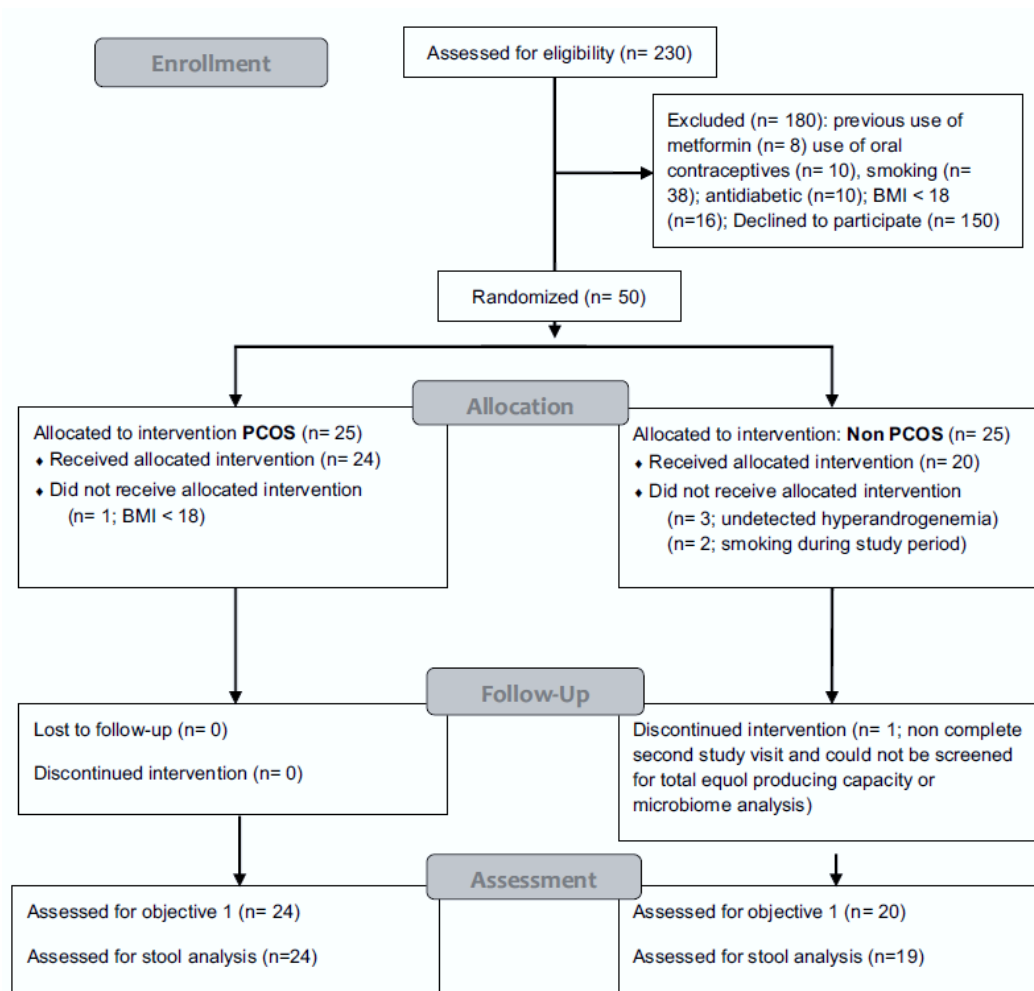 Enrollment
Assessed for eligibility (n= 230)
Excluded (n= 180): previous use of
metformin (n= 8) use of oral
contraceptives (n= 10), smoking (n=
38); antidiabetic (n=10); BMI < 18
(n=16); Declined to participate (n= 150)
Randomized (n= 50)
Allocation
Allocated to intervention PCOS (n= 25)
♦ Received allocated intervention (n= 24)
♦ Did not receive allocated intervention
(n= 1; BMI < 18)
Allocated to intervention: Non PCOS (n= 25)
♦ Received allocated intervention (n= 20)
♦ Did not receive allocated intervention
(n= 3; undetected hyperandrogenemia)
(n= 2; smoking during study period)
Follow-Up
Lost to follow-up (n= 0)
Discontinued intervention (n= 0)
Discontinued intervention (n= 1; non complete
second study visit and could not be screened
for total equol producing capacity or
microbiome analysis)
Assessment
Assessed for objective 1 (n= 24)
Assessed for stool analysis (n=24)
Assessed for objective 1 (n= 20)
Assessed for stool analysis (n=19)